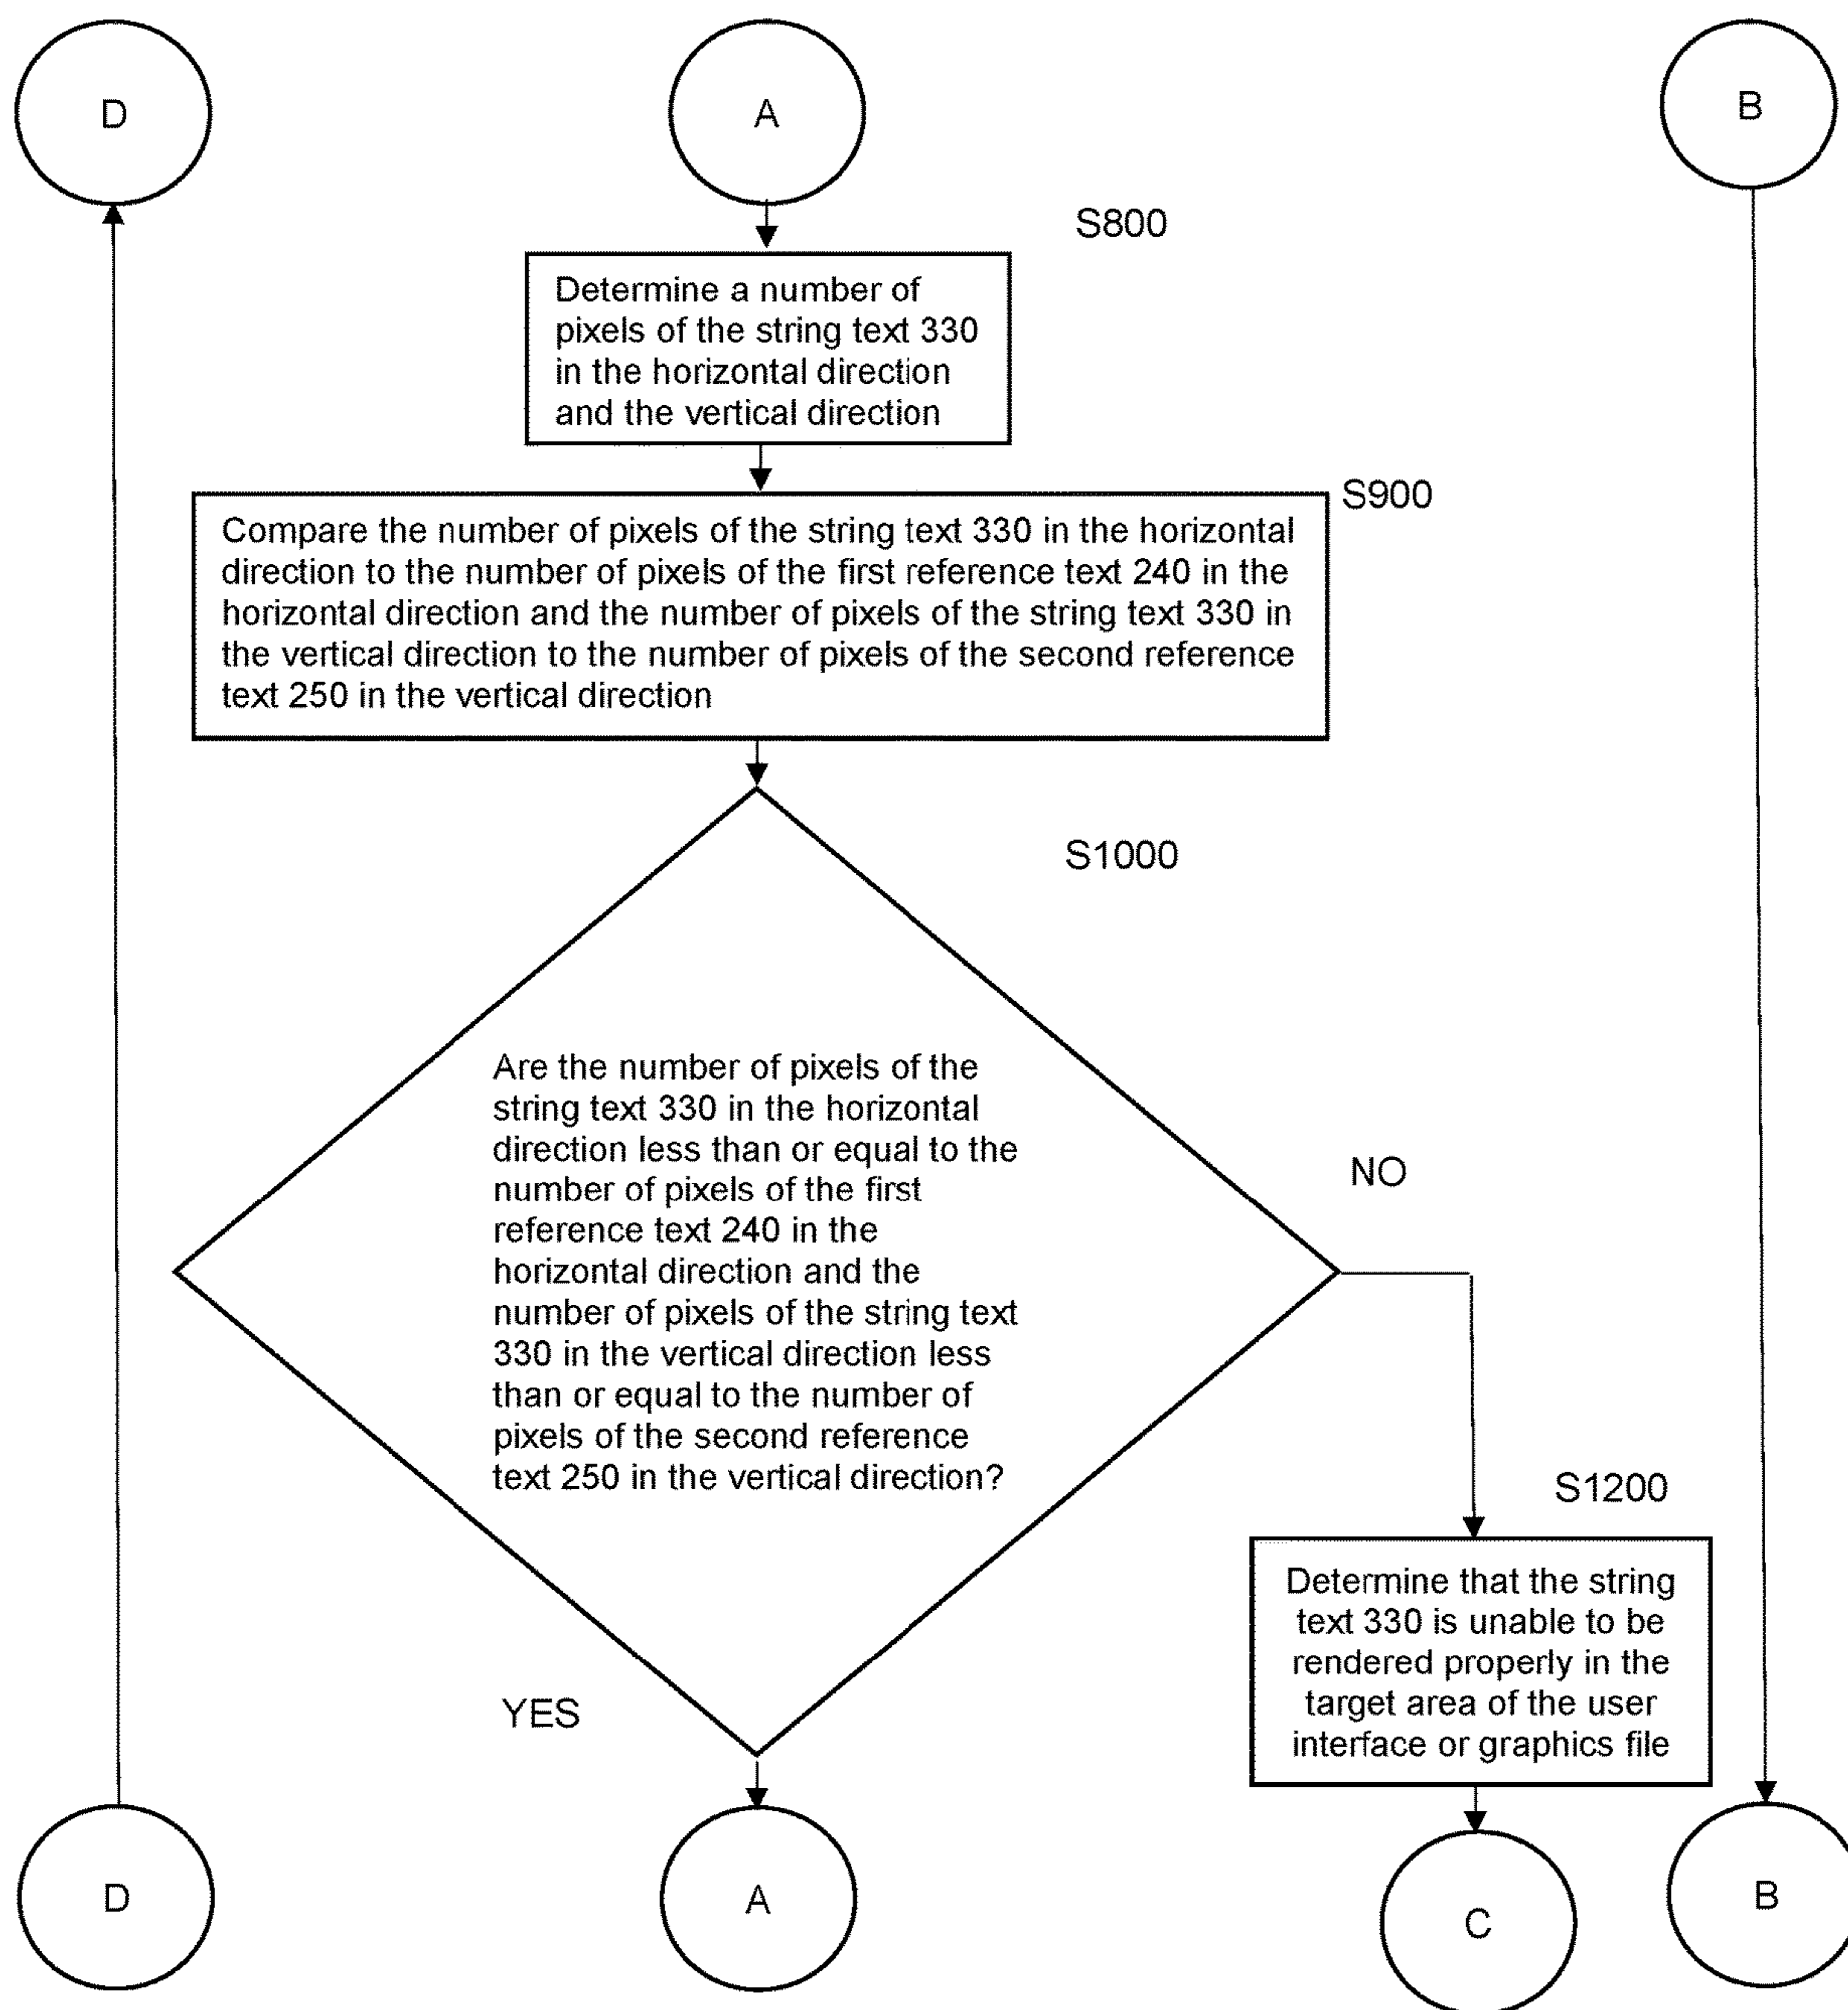 D
A
B
S800
Determine a number of
pixels of the string text 330
in the horizontal direction
and the vertical direction
S900
Compare the number of pixels of the string text 330 in the horizontal
direction to the number of pixels of the first reference text 240 in the
horizontal direction and the number of pixels of the string text 330 in
the vertical direction to the number of pixels of the second reference
text 250 in the vertical direction
S1000
Are the number of pixels of the
string text 330 in the horizontal
direction less than or equal to the
number of pixels of the first
reference text 240 in the
horizontal direction and the
number of pixels of the string text
330 in the vertical direction less
than or equal to the number of
pixels of the second reference
text 250 in the vertical direction?
NO
S1200
Determine that the string
text 330 is unable to be
rendered properly in the
target area of the user
interface or graphics file
YES
D
A
C
B